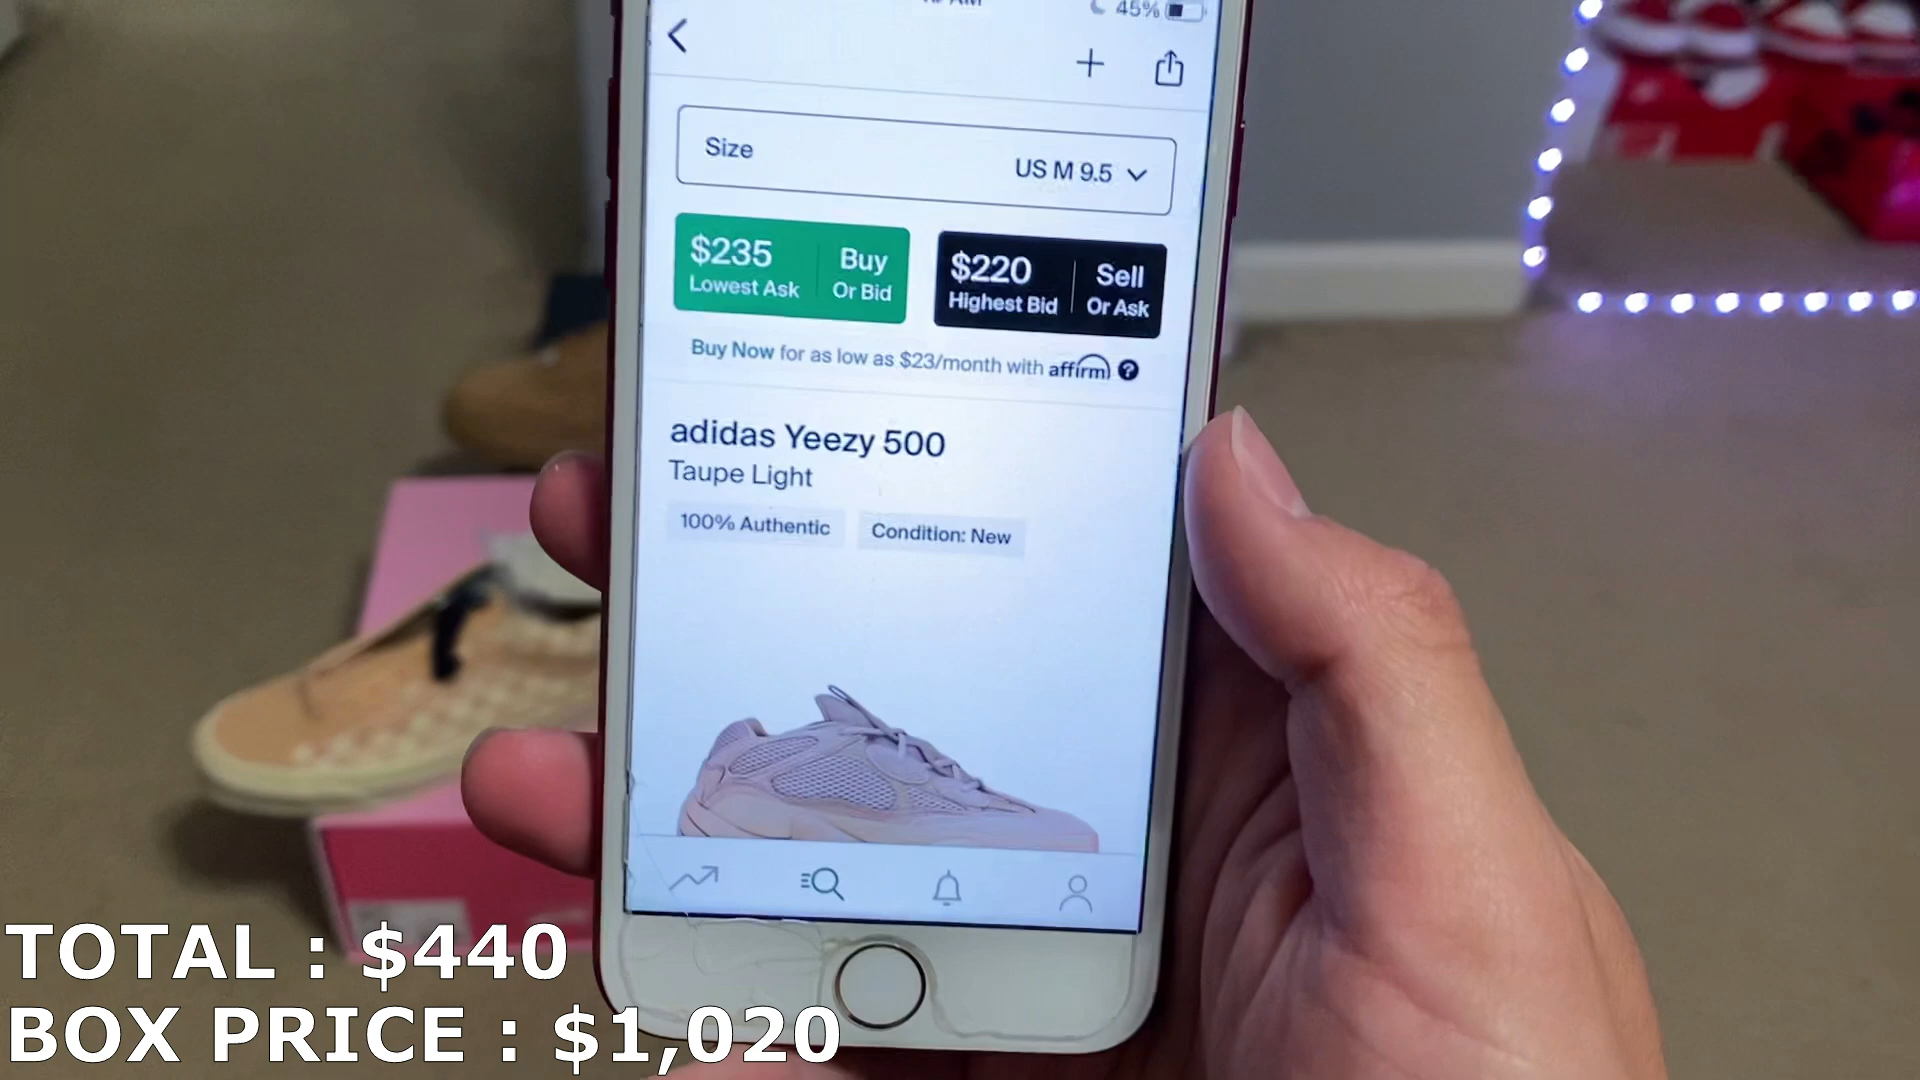 45%
Size
US M 9.5
$235
Lowest Ask
Buy
Or Bid
$220
Highest Bid
Sell
Or Ask
Buy Now for as low as $23/month with affirm ?
adidas Yeezy 500
Taupe Light
100% Authentic
Condition: New
TOTAL : $440
BOX PRICE : $1,020